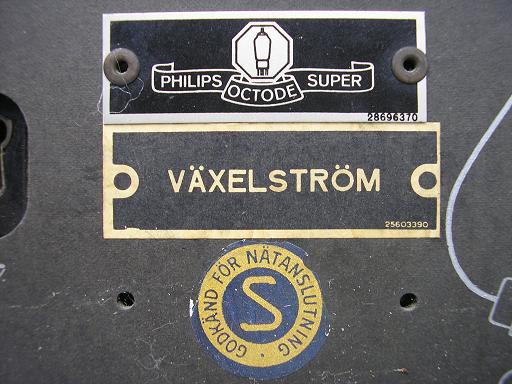 PHILIPS OCTODE SUPER
28696370
VÄXELSTRÖM
25603390
GODKÄND FÖR NÄTANSLUTNING
S